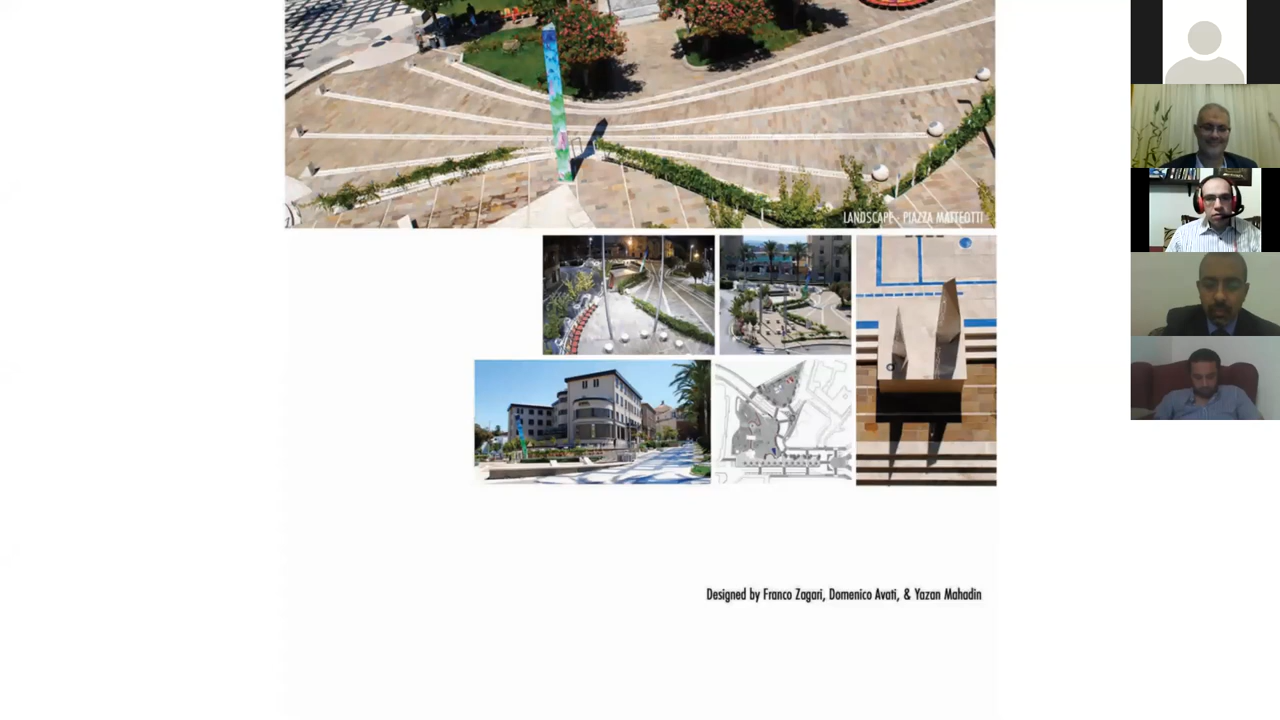 LANDSCAPE - PIAZZA MATTEOTTI
Designed by Franco Zagari, Domenico Avati, & Yazan Mahadin